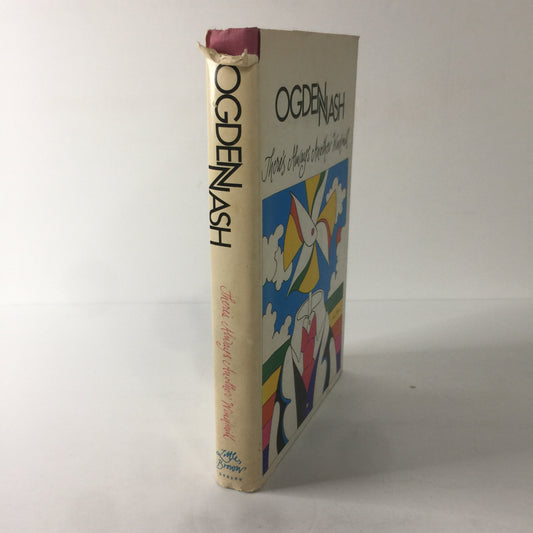 OGDEN NASH
There's Always Another Windmill
Little,
Brown
OGDEN NASH
There's Always Another Windmill